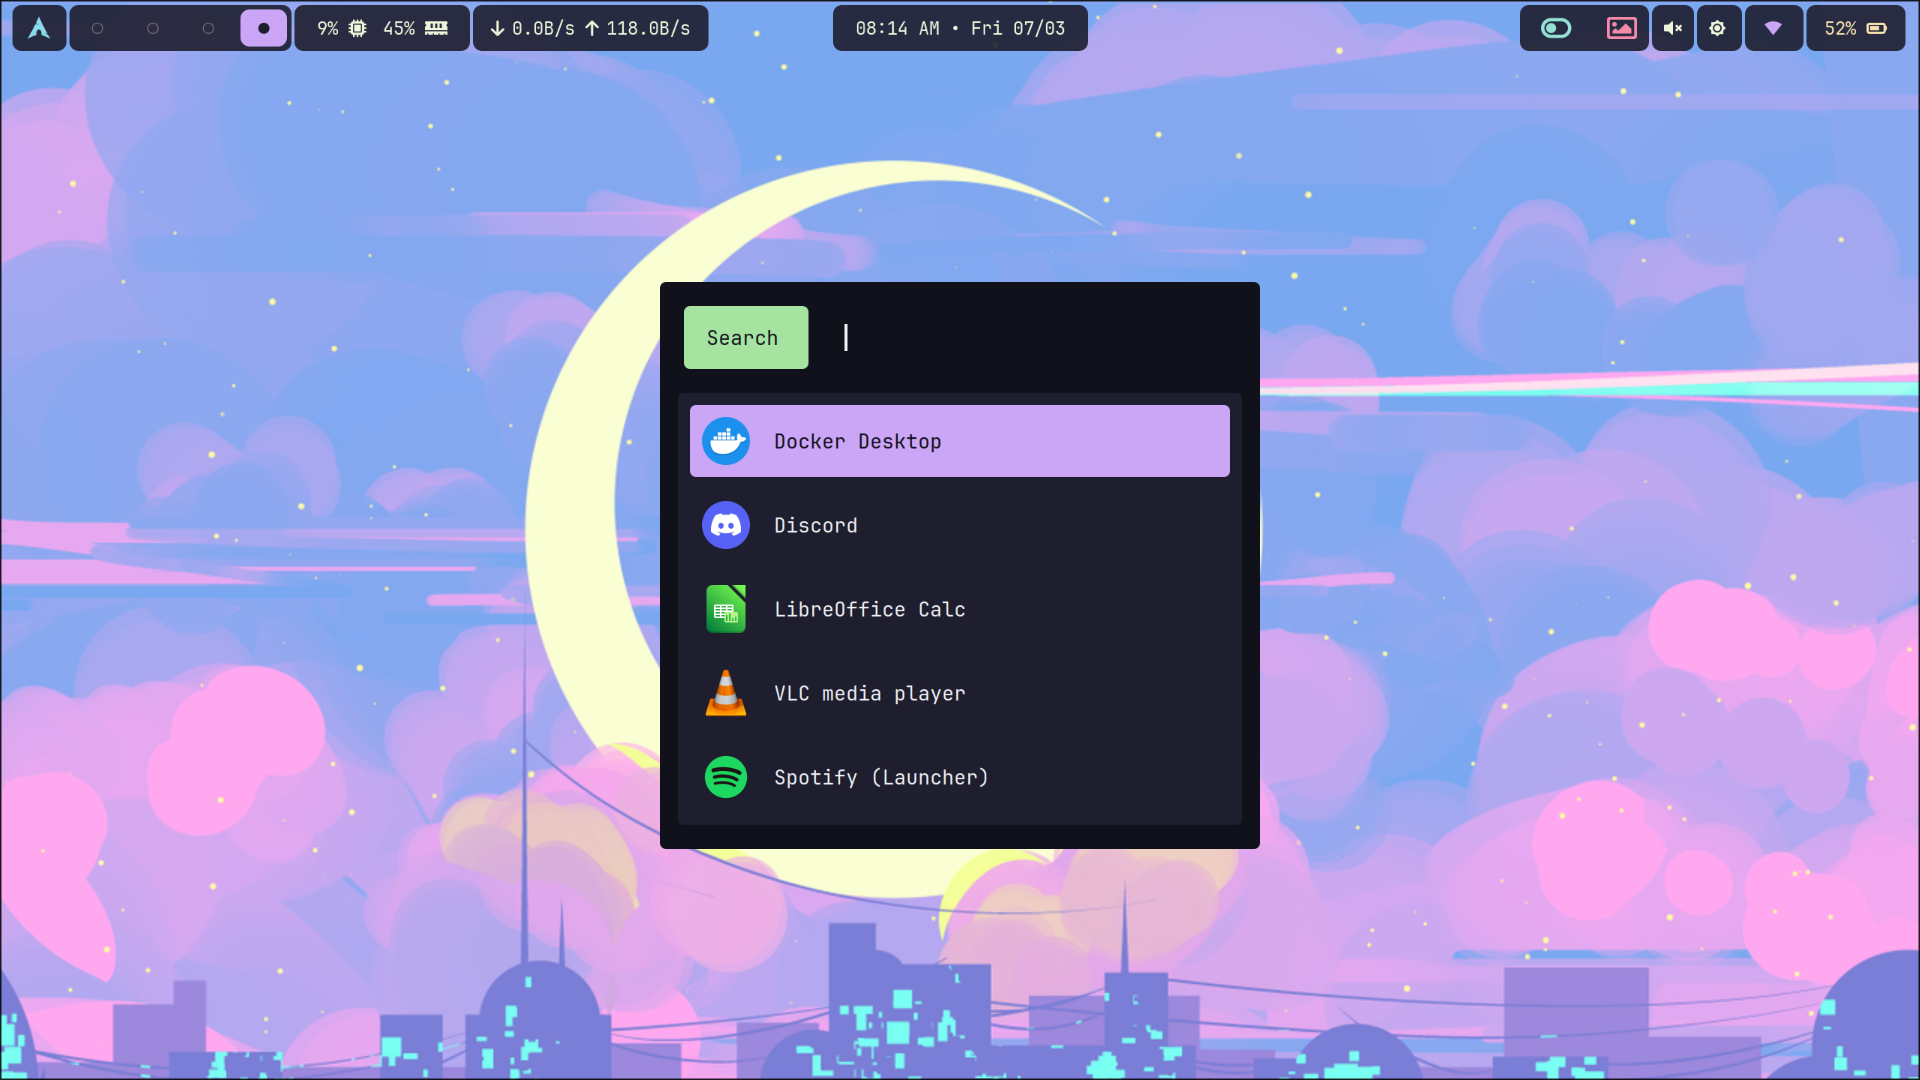 9% 45% 0.0B/s 118.0B/s 08:14 AM • Fri 07/03 52%
Search
Docker Desktop
Discord
LibreOffice Calc
VLC media player
Spotify (Launcher)